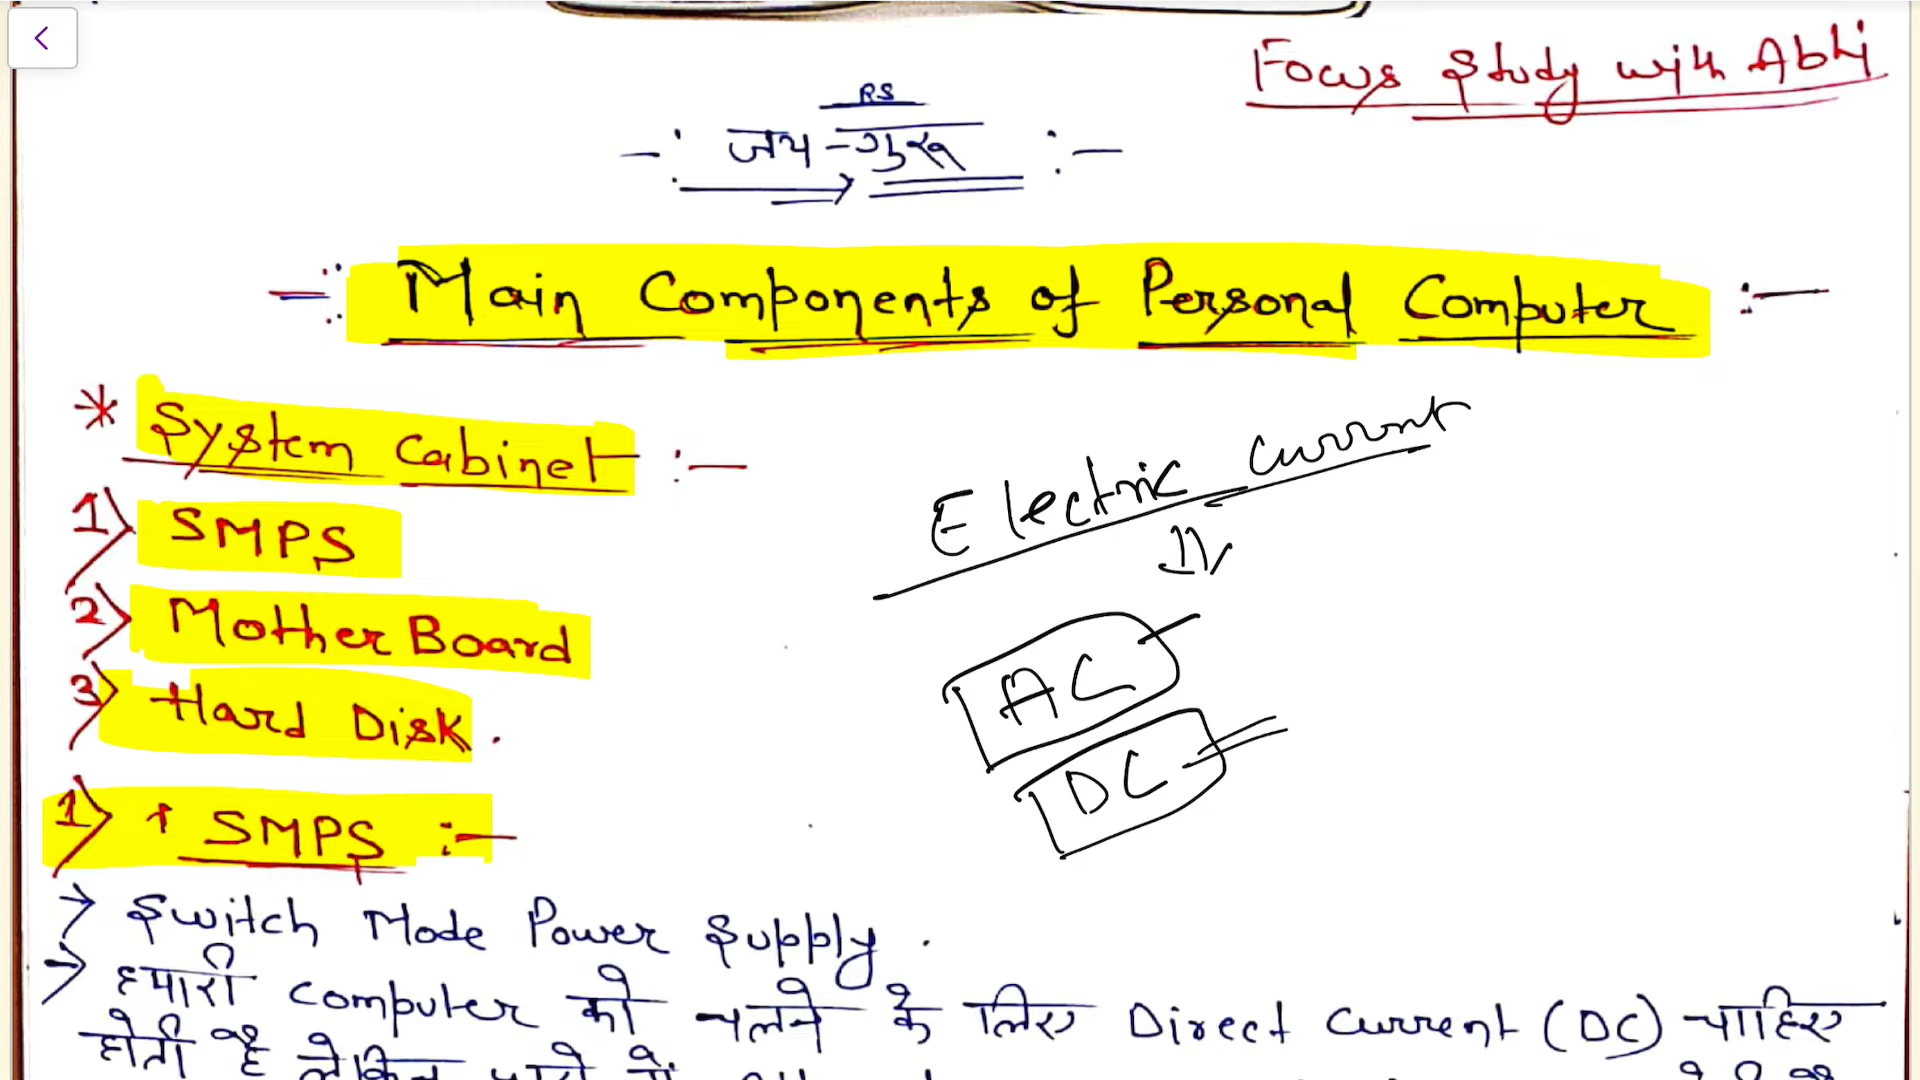 Focus Study with Abhi
RS
-: जय - गुरु :-
-: Main Components of Personal Computer :-
* System Cabinet :-
1) SMPS
2) Mother Board
3) Hard Disk.
Electric Current
AC
DC
1) * SMPS :-
→ Switch Mode Power Supply.
→ हमारी Computer को चलने के लिए Direct Current (DC) चाहिए
होती है लेकिन